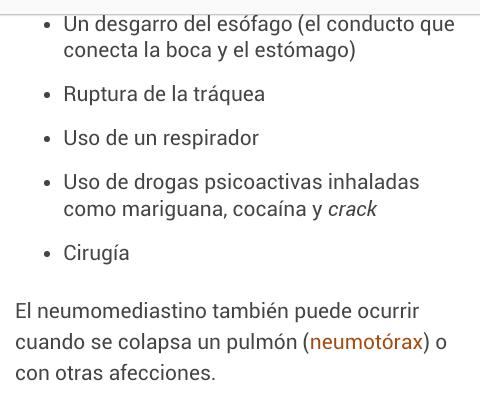 • Un desgarro del esófago (el conducto que
conecta la boca y el estómago)
• Ruptura de la tráquea
• Uso de un respirador
• Uso de drogas psicoactivas inhaladas
como mariguana, cocaína y crack
• Cirugía
El neumomediastino también puede ocurrir
cuando se colapsa un pulmón (neumotórax) o
con otras afecciones.